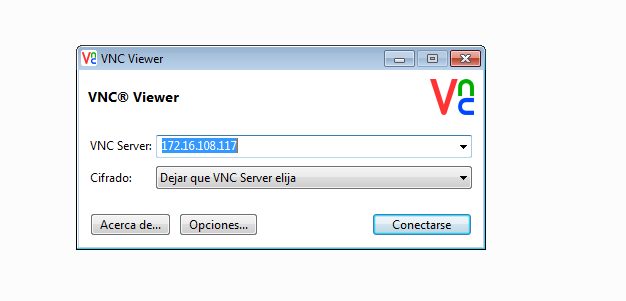 VNC Viewer
VNC® Viewer
VNC
VNC Server: 172.16.108.117
Cifrado: Dejar que VNC Server elija
Acerca de... Opciones... Conectarse